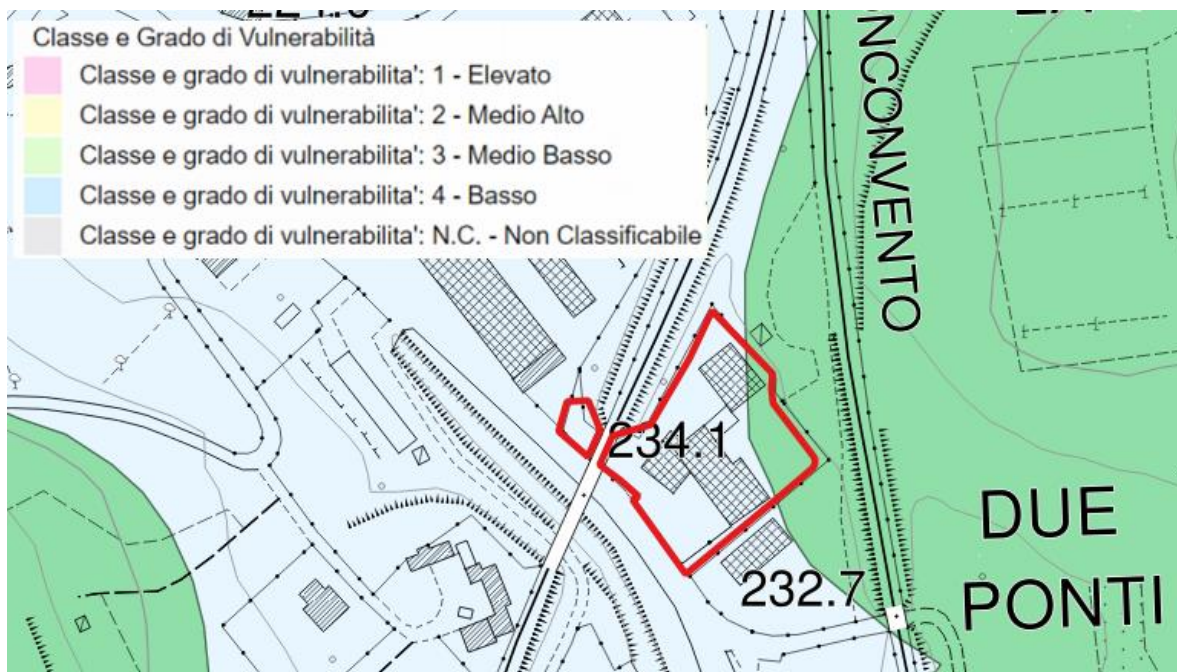 Classe e Grado di Vulnerabilità
Classe e grado di vulnerabilita': 1 - Elevato
Classe e grado di vulnerabilita': 2 - Medio Alto
Classe e grado di vulnerabilita': 3 - Medio Basso
Classe e grado di vulnerabilita': 4 - Basso
Classe e grado di vulnerabilita': N.C. - Non Classificabile
ONCONVENTO
234.1
232.7
DUE
PONTI